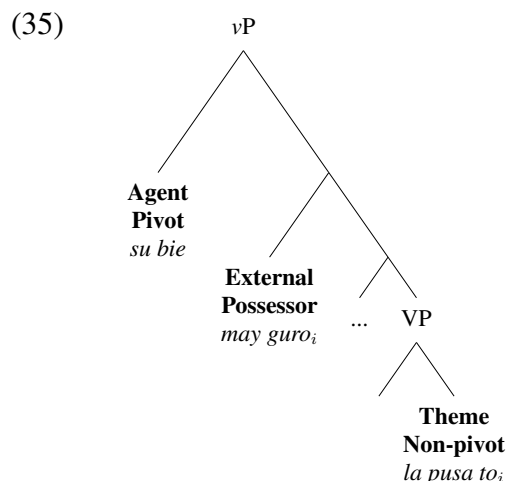 (35)
vP
Agent
Pivot
su bie
External
Possessor
may guroᵢ
...
VP
Theme
Non-pivot
la pusa toᵢ